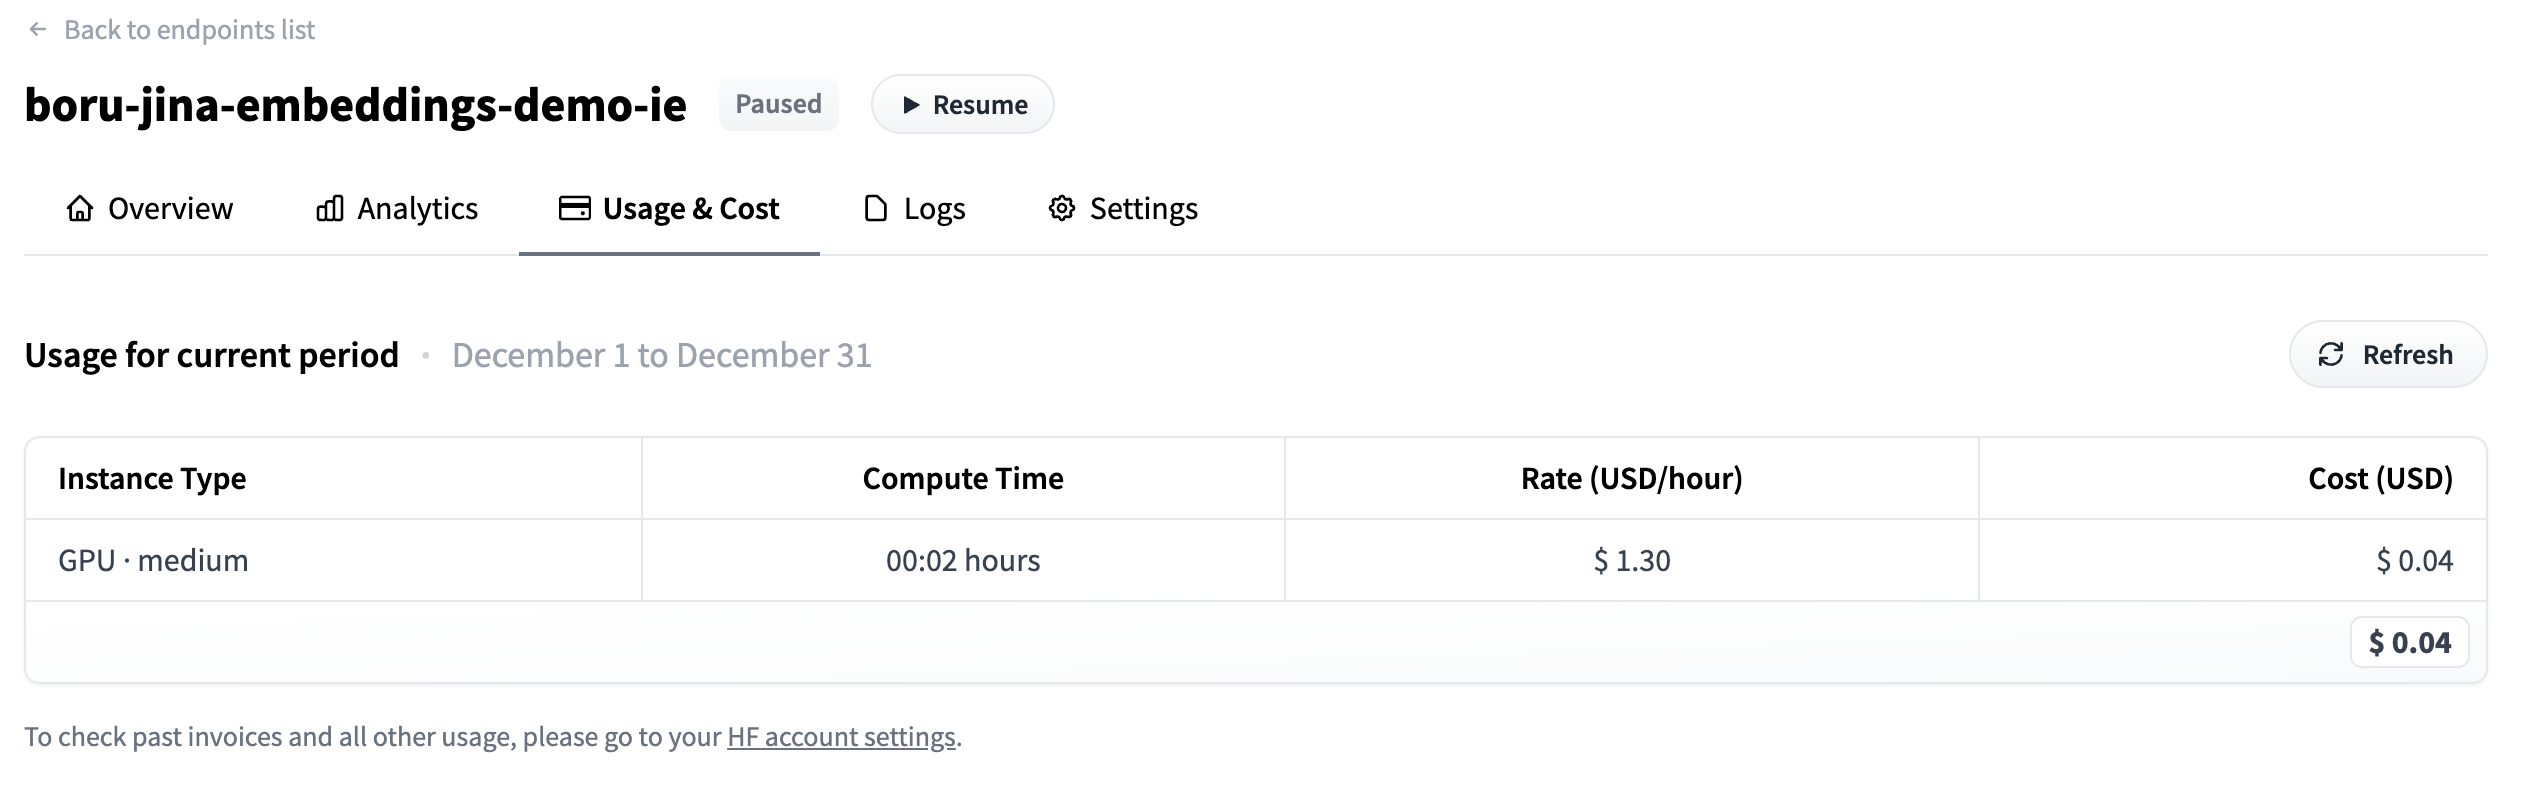 ← Back to endpoints list
boru-jina-embeddings-demo-ie Paused ▶ Resume
Overview Analytics Usage & Cost Logs Settings
Usage for current period • December 1 to December 31 Refresh
Instance Type Compute Time Rate (USD/hour) Cost (USD)
GPU · medium 00:02 hours $ 1.30 $ 0.04
$ 0.04
To check past invoices and all other usage, please go to your HF account settings.